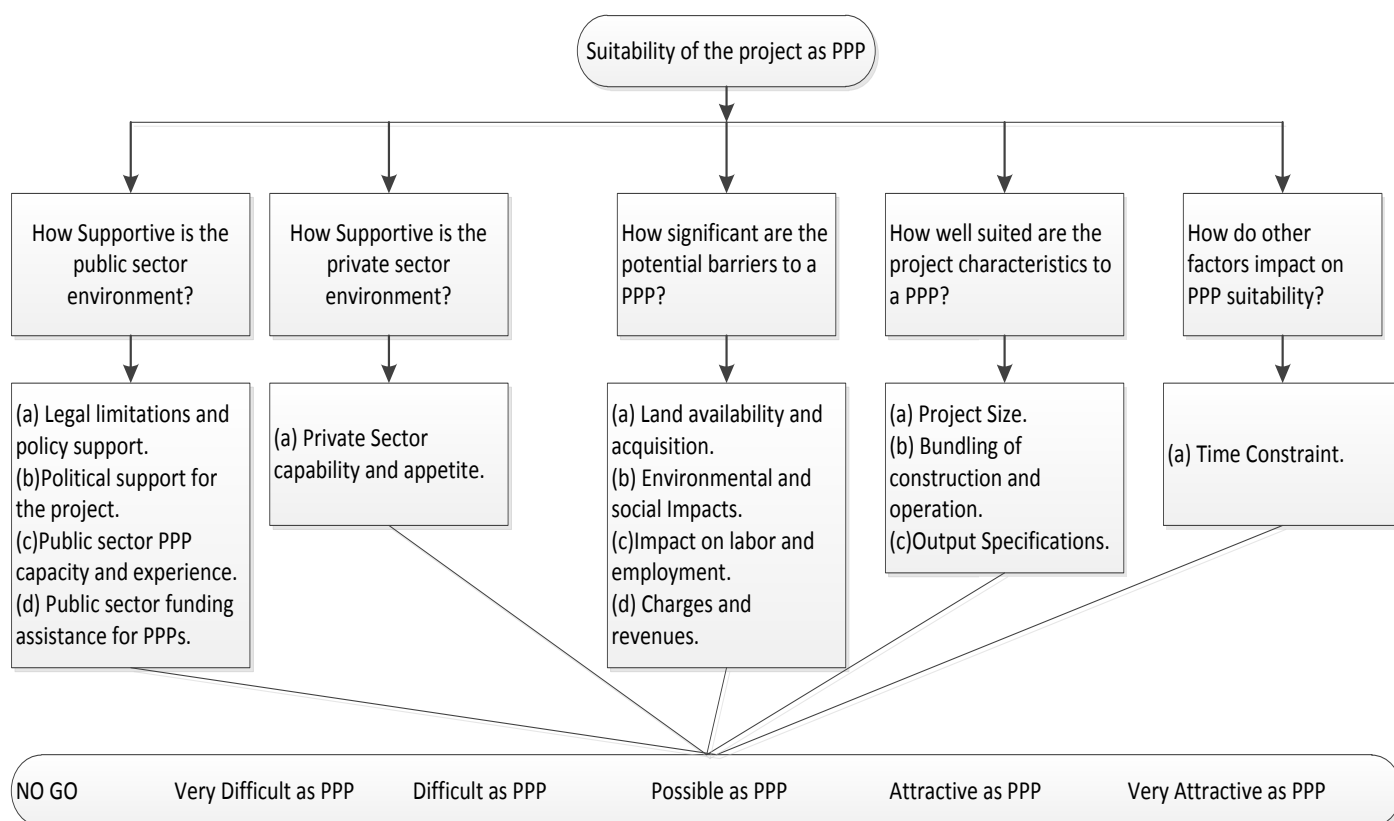 Suitability of the project as PPP
How Supportive is the
public sector
environment?
How Supportive is the
private sector
environment?
How significant are the
potential barriers to a
PPP?
How well suited are the
project characteristics to
a PPP?
How do other
factors impact on
PPP suitability?
(a) Legal limitations and
policy support.
(b)Political support for
the project.
(c)Public sector PPP
capacity and experience.
(d) Public sector funding
assistance for PPPs.
(a) Private Sector
capability and appetite.
(a) Land availability and
acquisition.
(b) Environmental and
social Impacts.
(c)Impact on labor and
employment.
(d) Charges and
revenues.
(a) Project Size.
(b) Bundling of
construction and
operation.
(c)Output Specifications.
(a) Time Constraint.
NO GO Very Difficult as PPP Difficult as PPP Possible as PPP Attractive as PPP Very Attractive as PPP